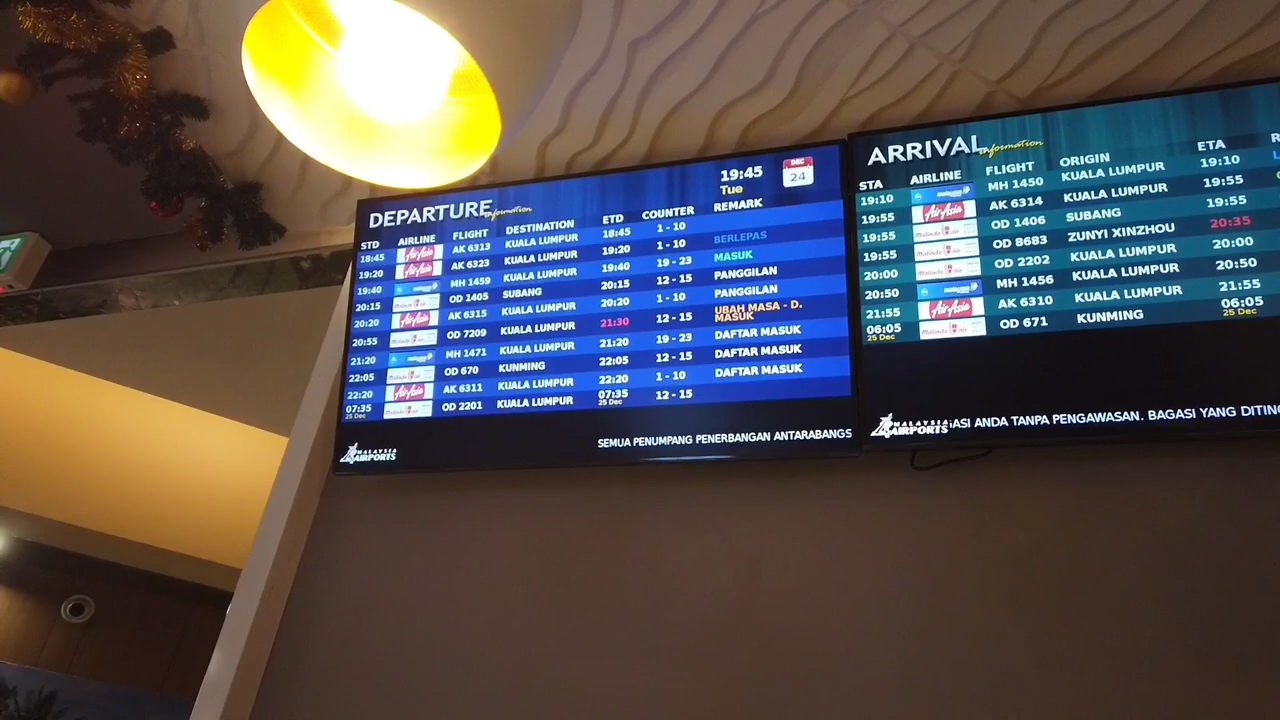 DEPARTURE information
19:45
Tue
DEC
24
STD AIRLINE FLIGHT DESTINATION ETD COUNTER REMARK
18:45 AirAsia AK 6313 KUALA LUMPUR 18:45 1 - 10
19:20 AirAsia AK 6323 KUALA LUMPUR 19:20 1 - 10 BERLEPAS
19:40 malaysia MH 1459 KUALA LUMPUR 19:40 19 - 23 MASUK
20:15 Malindo air OD 1405 SUBANG 20:15 12 - 15 PANGGILAN
20:20 AirAsia AK 6315 KUALA LUMPUR 20:20 1 - 10 PANGGILAN
20:55 Malindo air OD 7209 KUALA LUMPUR 21:30 12 - 15 UBAH MASA - D. MASUK
21:20 malaysia MH 1471 KUALA LUMPUR 21:20 19 - 23 DAFTAR MASUK
22:05 Malindo air OD 670 KUNMING 22:05 12 - 15 DAFTAR MASUK
22:20 AirAsia AK 6311 KUALA LUMPUR 22:20 1 - 10 DAFTAR MASUK
07:35 25 Dec Malindo air OD 2201 KUALA LUMPUR 07:35 25 Dec 12 - 15
MALAYSIA AIRPORTS
SEMUA PENUMPANG PENERBANGAN ANTARABANGS
ARRIVAL information
STA AIRLINE FLIGHT ORIGIN ETA R
19:10 malaysia MH 1450 KUALA LUMPUR 19:10
19:55 AirAsia AK 6314 KUALA LUMPUR 19:55
19:55 Malindo air OD 1406 SUBANG 19:55
19:55 Malindo air OD 8683 ZUNYI XINZHOU 20:35
20:00 Malindo air OD 2202 KUALA LUMPUR 20:00
20:50 malaysia MH 1456 KUALA LUMPUR 20:50
21:55 AirAsia AK 6310 KUALA LUMPUR 21:55
06:05 25 Dec Malindo air OD 671 KUNMING 06:05 25 Dec
MALAYSIA AIRPORTS
ASI ANDA TANPA PENGAWASAN. BAGASI YANG DITING